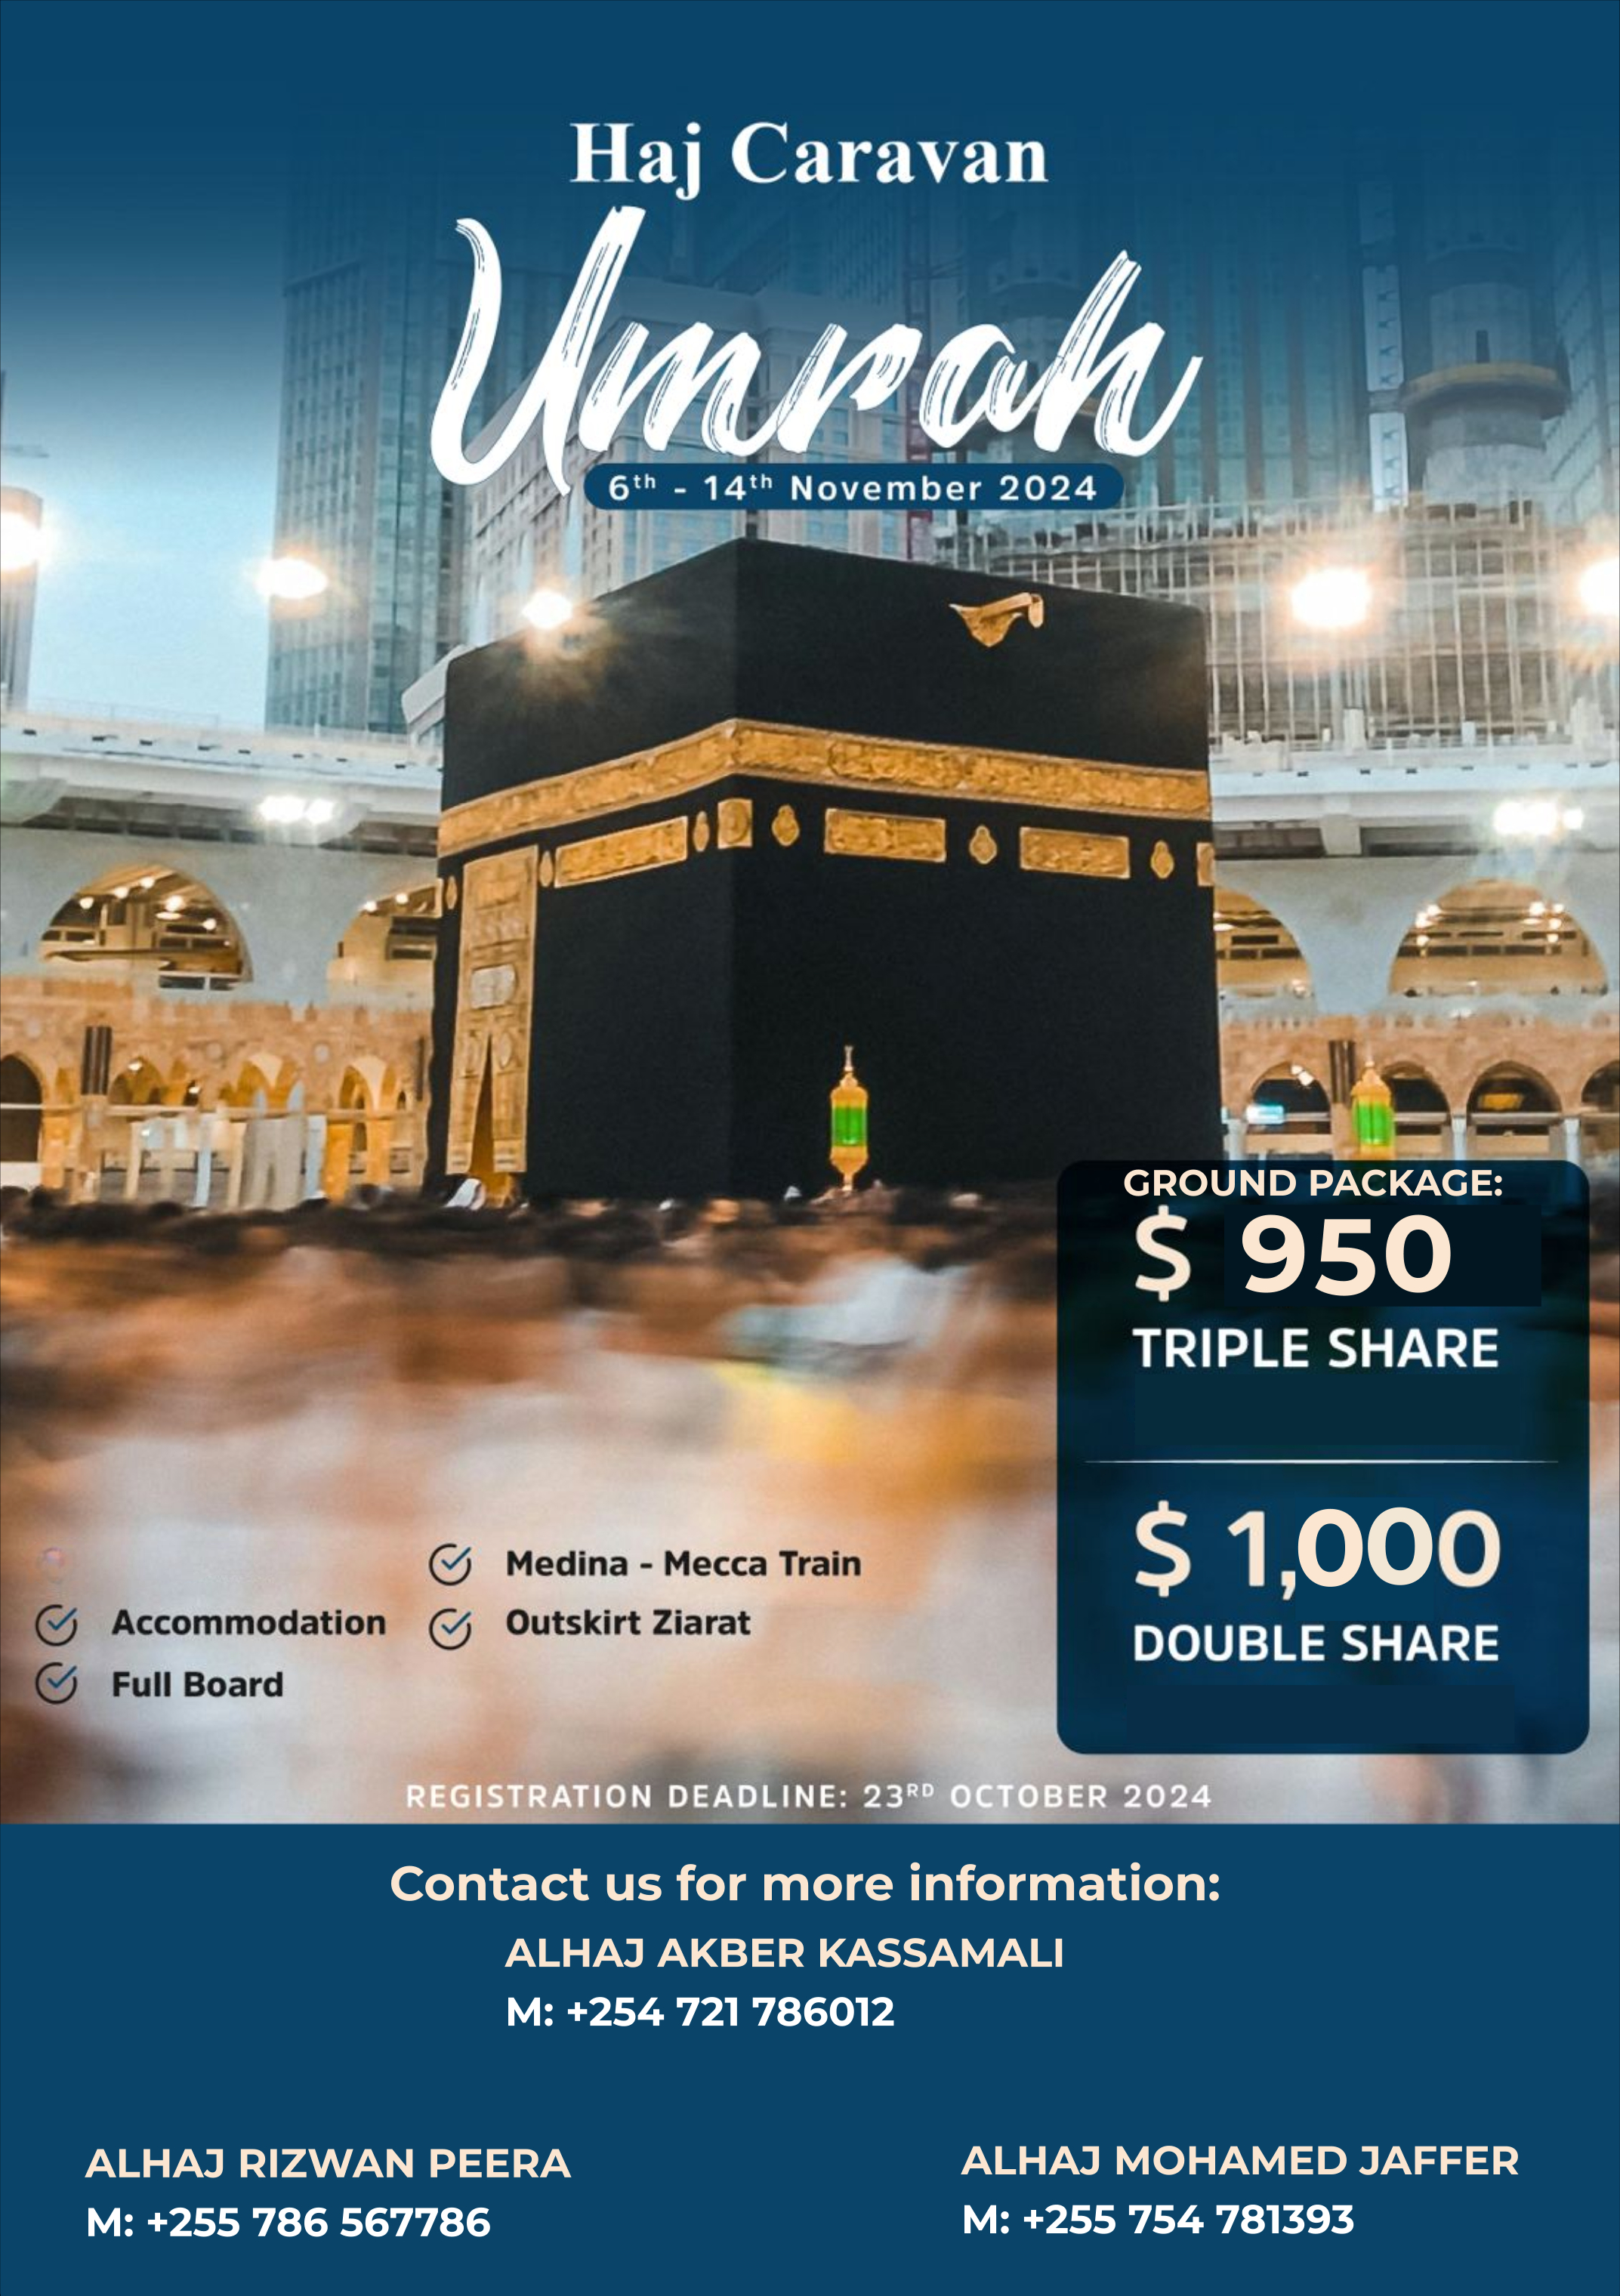 Haj Caravan
Umrah
6th - 14th November 2024
GROUND PACKAGE:
$ 950
TRIPLE SHARE
$ 1,000
DOUBLE SHARE
Medina - Mecca Train
Accommodation
Outskirt Ziarat
Full Board
REGISTRATION DEADLINE: 23RD OCTOBER 2024
Contact us for more information:
ALHAJ AKBER KASSAMALI
M: +254 721 786012
ALHAJ RIZWAN PEERA
M: +255 786 567786
ALHAJ MOHAMED JAFFER
M: +255 754 781393